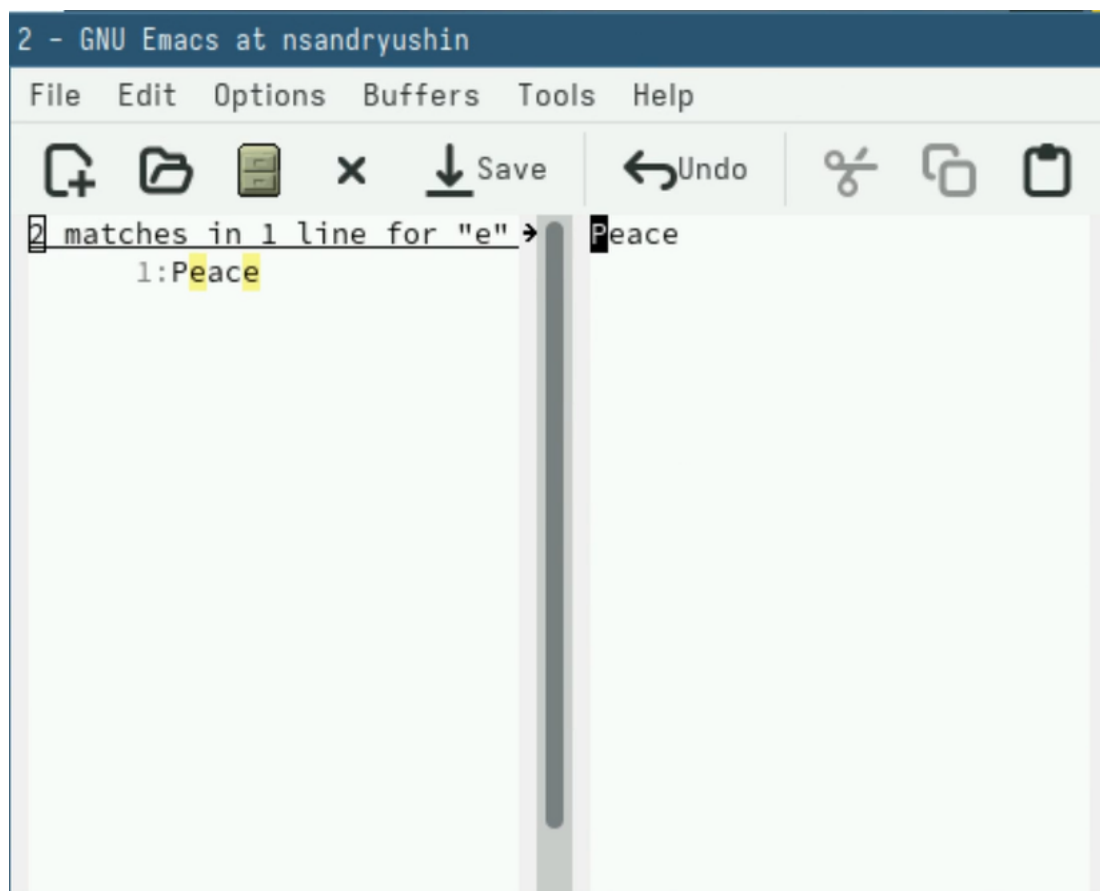 2 - GNU Emacs at nsandryushin
File Edit Options Buffers Tools Help
Save Undo
2 matches in 1 line for "e"
1:Peace
Peace